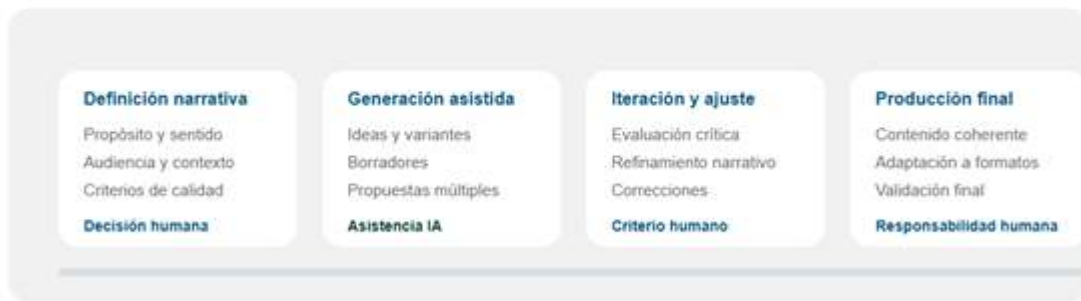 Definición narrativa
Propósito y sentido
Audiencia y contexto
Criterios de calidad
Decisión humana
Generación asistida
Ideas y variantes
Borradores
Propuestas múltiples
Asistencia IA
Iteración y ajuste
Evaluación crítica
Refinamiento narrativo
Correcciones
Criterio humano
Producción final
Contenido coherente
Adaptación a formatos
Validación final
Responsabilidad humana